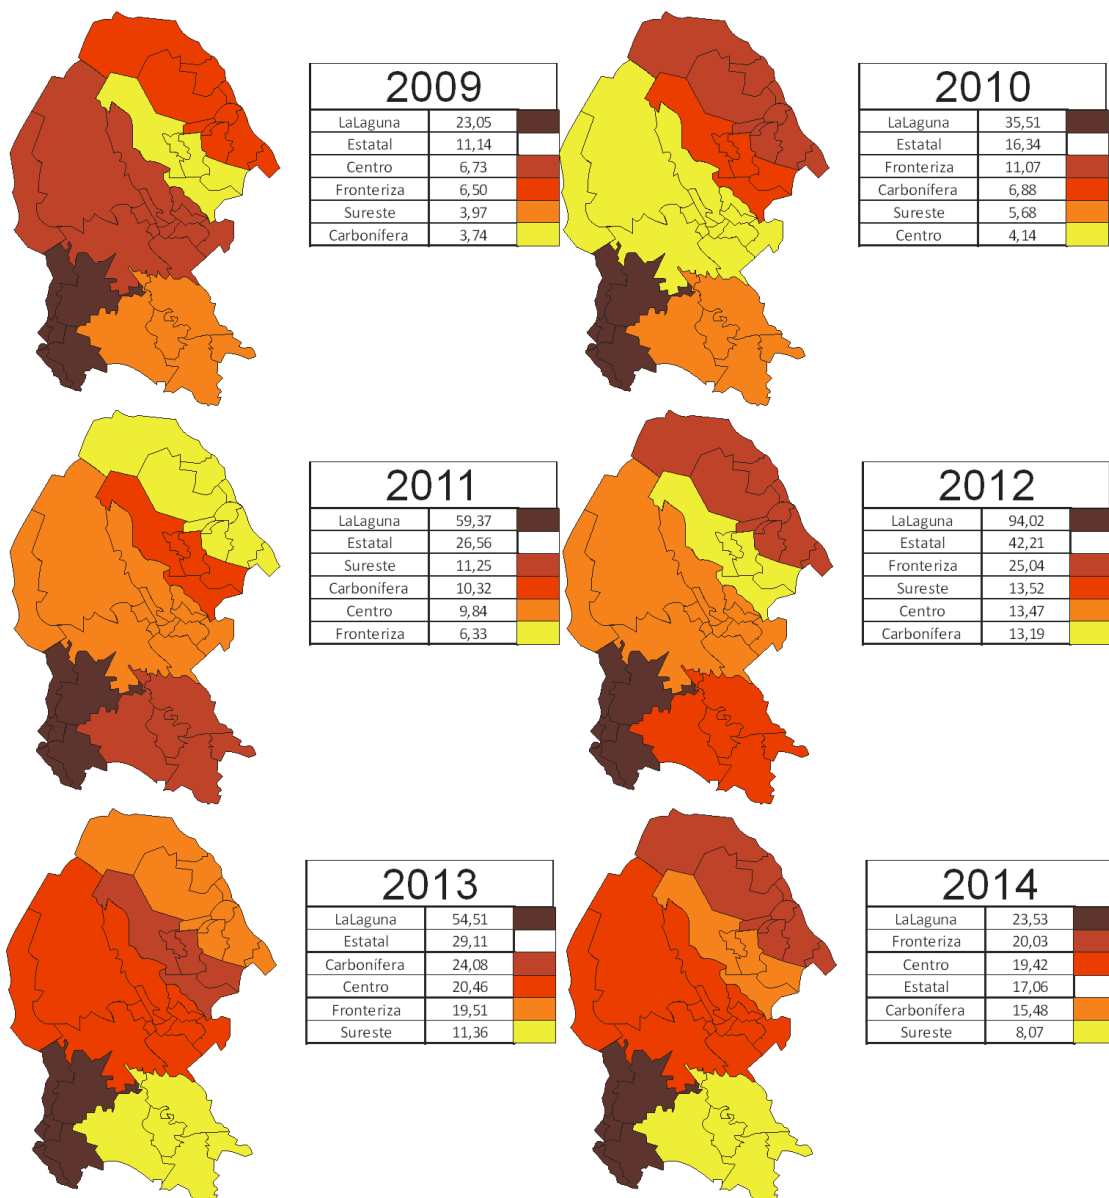 2009
LaLaguna 23,05
Estatal 11,14
Centro 6,73
Fronteriza 6,50
Sureste 3,97
Carbonífera 3,74
2010
LaLaguna 35,51
Estatal 16,34
Fronteriza 11,07
Carbonífera 6,88
Sureste 5,68
Centro 4,14
2011
LaLaguna 59,37
Estatal 26,56
Sureste 11,25
Carbonífera 10,32
Centro 9,84
Fronteriza 6,33
2012
LaLaguna 94,02
Estatal 42,21
Fronteriza 25,04
Sureste 13,52
Centro 13,47
Carbonífera 13,19
2013
LaLaguna 54,51
Estatal 29,11
Carbonífera 24,08
Centro 20,46
Fronteriza 19,51
Sureste 11,36
2014
LaLaguna 23,53
Fronteriza 20,03
Centro 19,42
Estatal 17,06
Carbonífera 15,48
Sureste 8,07